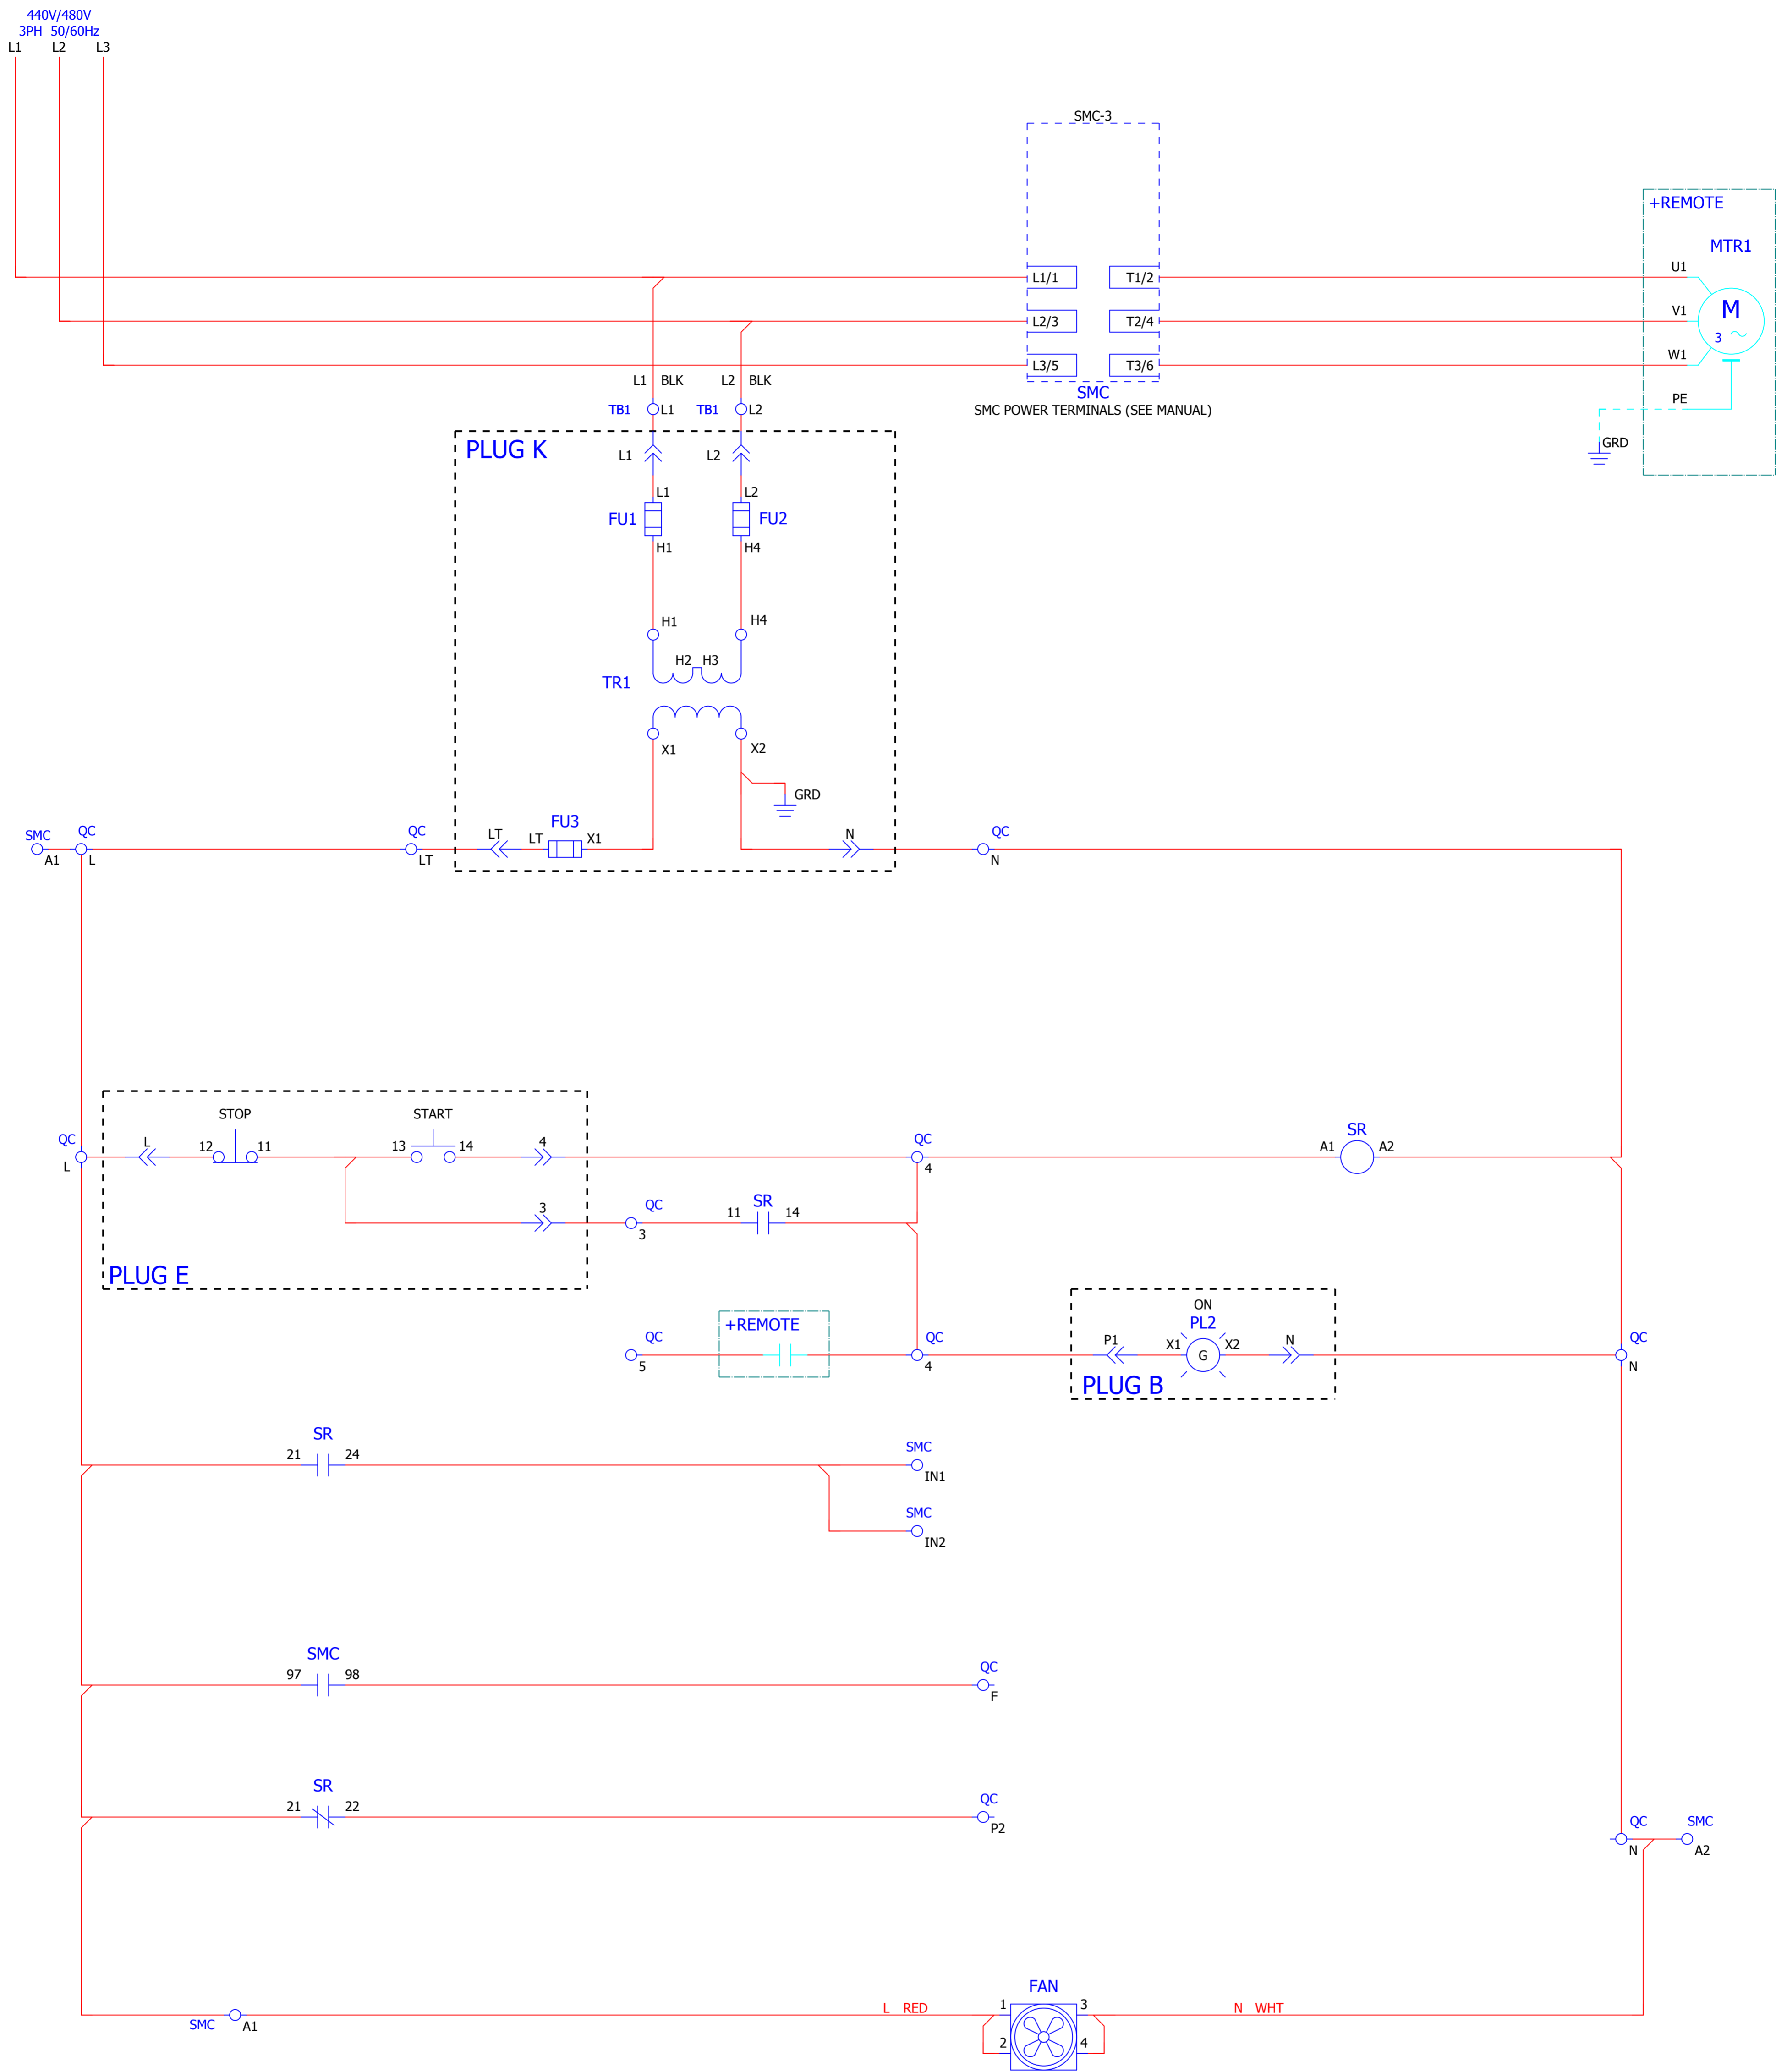 440V/480V
3PH 50/60Hz
L1 L2 L3
SMC-3
+REMOTE
MTR1
L1/1 T1/2 U1
L2/3 T2/4 V1
M
3
L3/5 T3/6 W1
L1 BLK L2 BLK
SMC
PE
TB1 L1 TB1 L2
SMC POWER TERMINALS (SEE MANUAL)
GRD
PLUG K
L1 L2
L1 L2
FU1 FU2
H1 H4
H1 H4
H2 H3
TR1
X1 X2
GRD
SMC QC QC LT FU3 N QC
LT X1
A1 L LT N
STOP START
QC L 12 11 13 14 4 QC A1 SR A2
L 4
3 QC 11 SR 14
3
PLUG E
ON
+REMOTE PL2
QC QC P1 X1 G X2 N QC
5 4 N
PLUG B
SR
21 24 SMC
IN1
SMC
IN2
SMC
97 98 QC
F
SR
21 22 QC
P2
QC SMC
N A2
FAN
L RED 1 3 N WHT
SMC A1
2 4